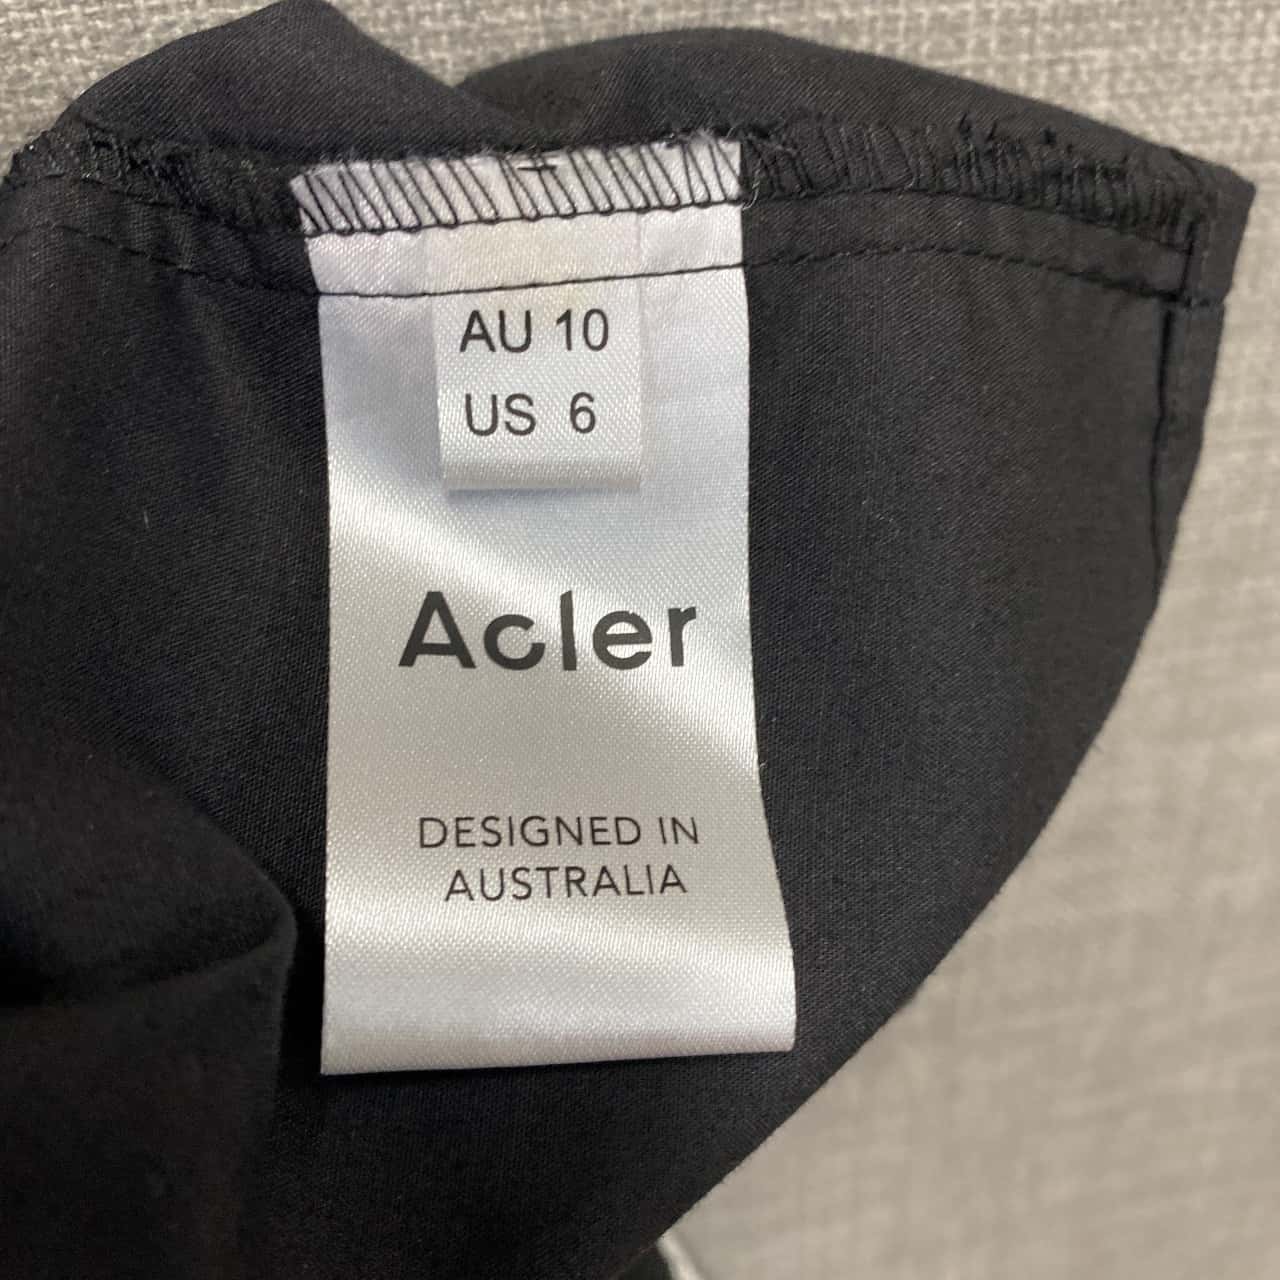 AU 10
US 6
Acler
DESIGNED IN
AUSTRALIA